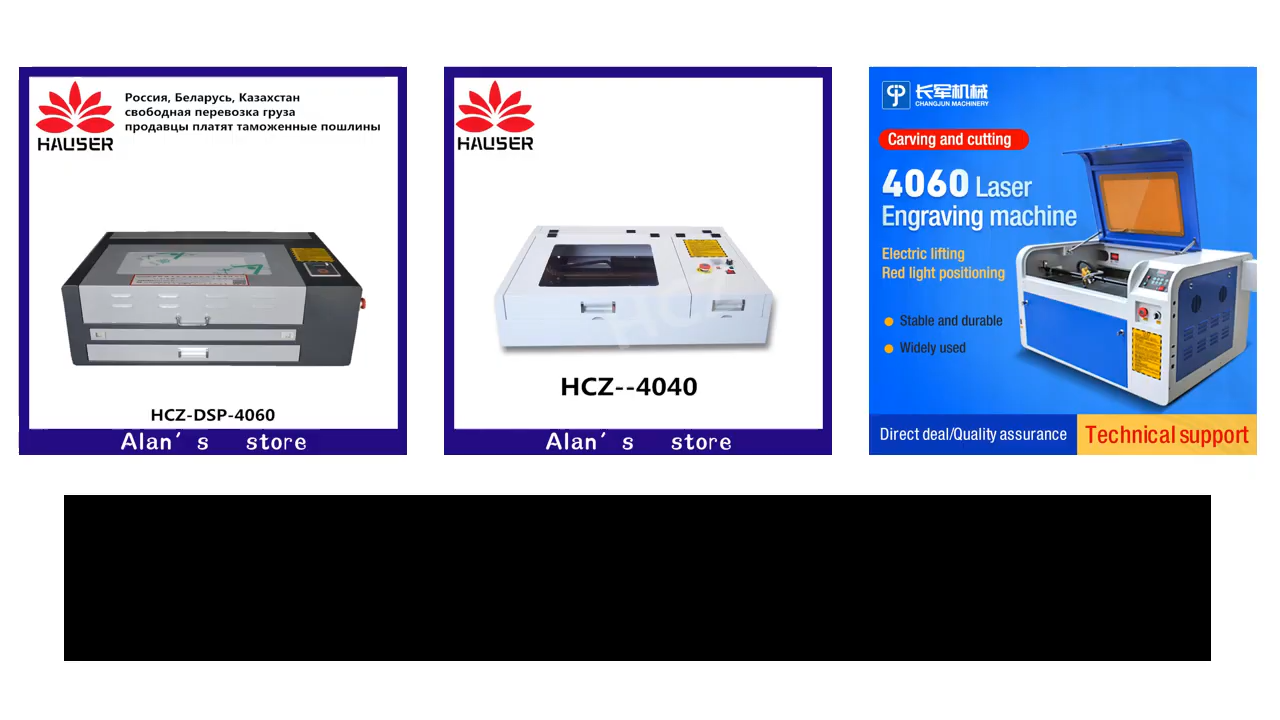 HAUSER
Россия, Беларусь, Казахстан
свободная перевозка груза
продавцы платят таможенные пошлины
HCZ-DSP-4060
Alan's store
HAUSER
HCZ
HCZ--4040
Alan's store
长军机械
CHANGJUN MACHINERY
Carving and cutting
4060 Laser
Engraving machine
Electric lifting
Red light positioning
Stable and durable
Widely used
Direct deal/Quality assurance
Technical support